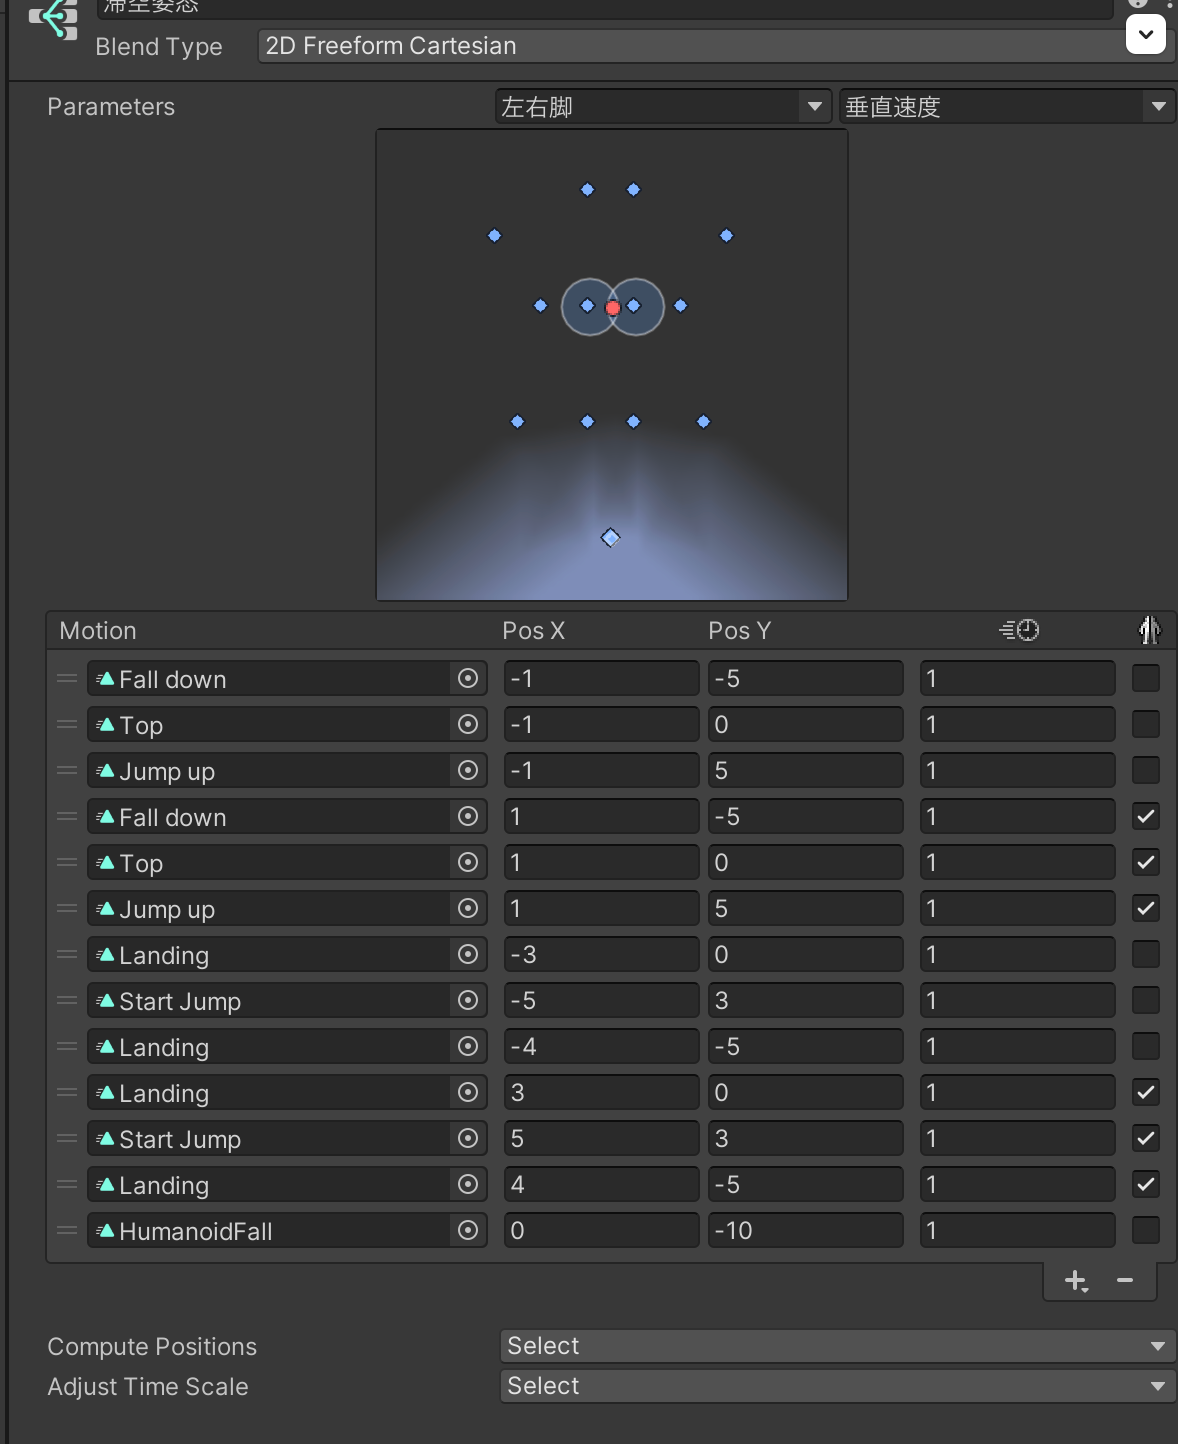 滞空姿态
Blend Type 2D Freeform Cartesian
Parameters 左右脚 垂直速度
Motion Pos X Pos Y
Fall down -1 -5 1
Top -1 0 1
Jump up -1 5 1
Fall down 1 -5 1
Top 1 0 1
Jump up 1 5 1
Landing -3 0 1
Start Jump -5 3 1
Landing -4 -5 1
Landing 3 0 1
Start Jump 5 3 1
Landing 4 -5 1
HumanoidFall 0 -10 1
Compute Positions Select
Adjust Time Scale Select